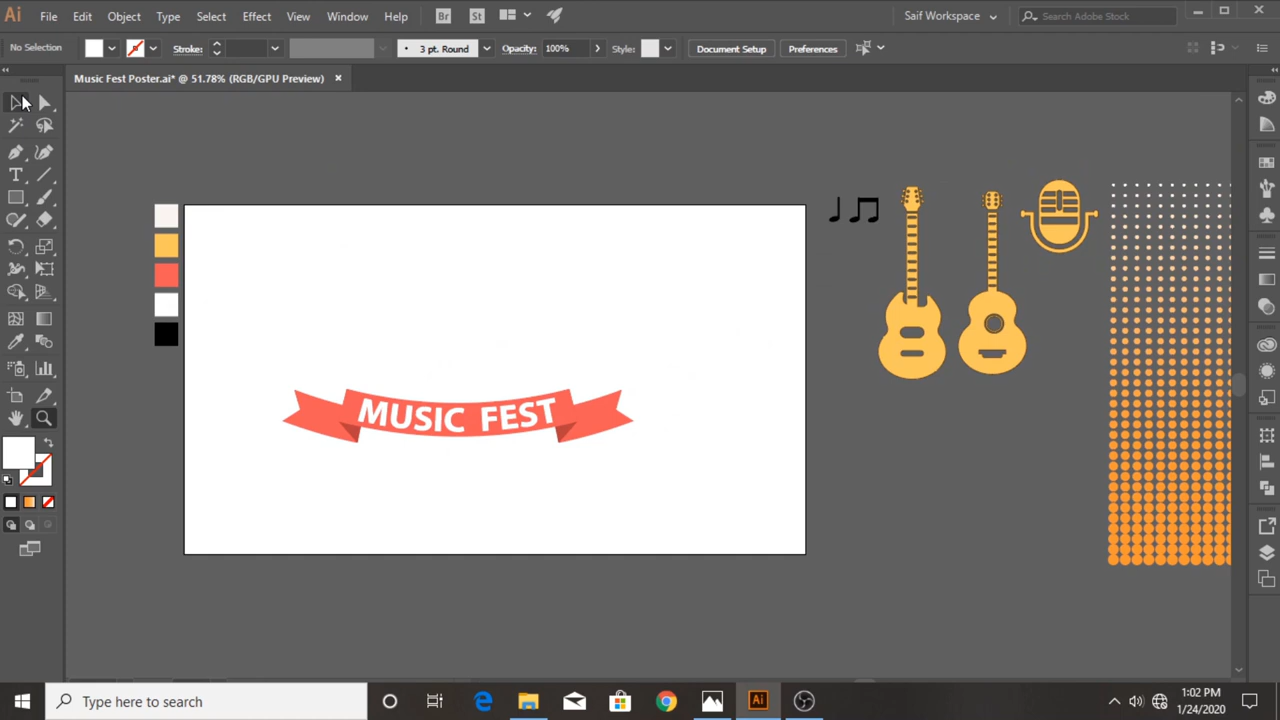 Ai File Edit Object Type Select Effect View Window Help Br St Saif Workspace Search Adobe Stock
No Selection Stroke: 3 pt. Round Opacity: 100% Style: Document Setup Preferences
Music Fest Poster.ai* @ 51.78% (RGB/GPU Preview) ×
MUSIC FEST
Type here to search
Ai
1:02 PM
1/24/2020